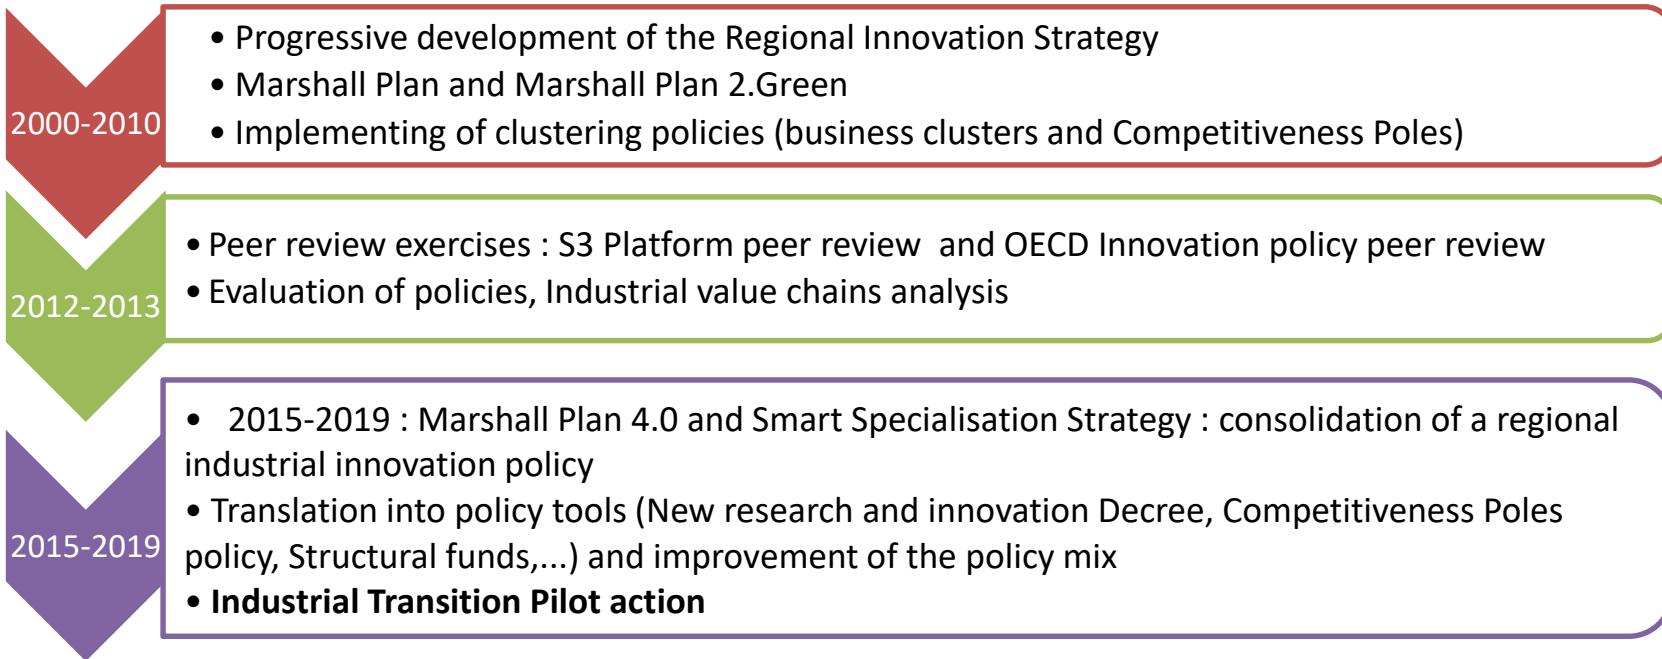 2000-2010
• Progressive development of the Regional Innovation Strategy
• Marshall Plan and Marshall Plan 2.Green
• Implementing of clustering policies (business clusters and Competitiveness Poles)
2012-2013
• Peer review exercises : S3 Platform peer review and OECD Innovation policy peer review
• Evaluation of policies, Industrial value chains analysis
2015-2019
• 2015-2019 : Marshall Plan 4.0 and Smart Specialisation Strategy : consolidation of a regional
industrial innovation policy
• Translation into policy tools (New research and innovation Decree, Competitiveness Poles
policy, Structural funds,...) and improvement of the policy mix
• Industrial Transition Pilot action